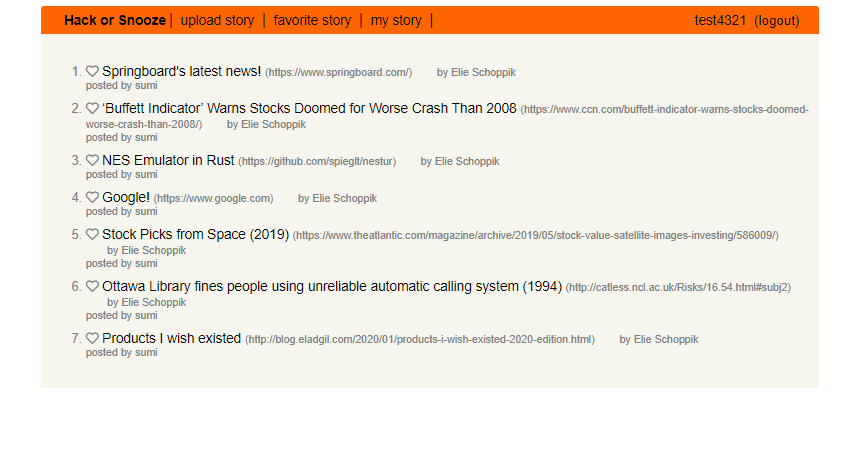 Hack or Snooze | upload story | favorite story | my story | test4321 (logout)
1. Springboard's latest news! (https://www.springboard.com/) by Elie Schoppik
posted by sumi
2. ‘Buffett Indicator’ Warns Stocks Doomed for Worse Crash Than 2008 (https://www.ccn.com/buffett-indicator-warns-stocks-doomed-
worse-crash-than-2008/) by Elie Schoppik
posted by sumi
3. NES Emulator in Rust (https://github.com/spieglt/nestur) by Elie Schoppik
posted by sumi
4. Google! (https://www.google.com) by Elie Schoppik
posted by sumi
5. Stock Picks from Space (2019) (https://www.theatlantic.com/magazine/archive/2019/05/stock-value-satellite-images-investing/586009/)
by Elie Schoppik
posted by sumi
6. Ottawa Library fines people using unreliable automatic calling system (1994) (http://catless.ncl.ac.uk/Risks/16.54.html#subj2)
by Elie Schoppik
posted by sumi
7. Products I wish existed (http://blog.eladgil.com/2020/01/products-i-wish-existed-2020-edition.html) by Elie Schoppik
posted by sumi